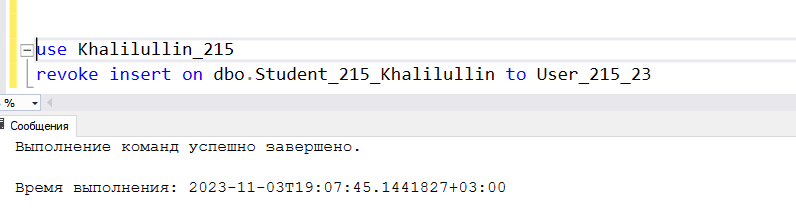 use Khalilullin_215
revoke insert on dbo.Student_215_Khalilullin to User_215_23
%
Сообщения
Выполнение команд успешно завершено.
Время выполнения: 2023-11-03T19:07:45.1441827+03:00